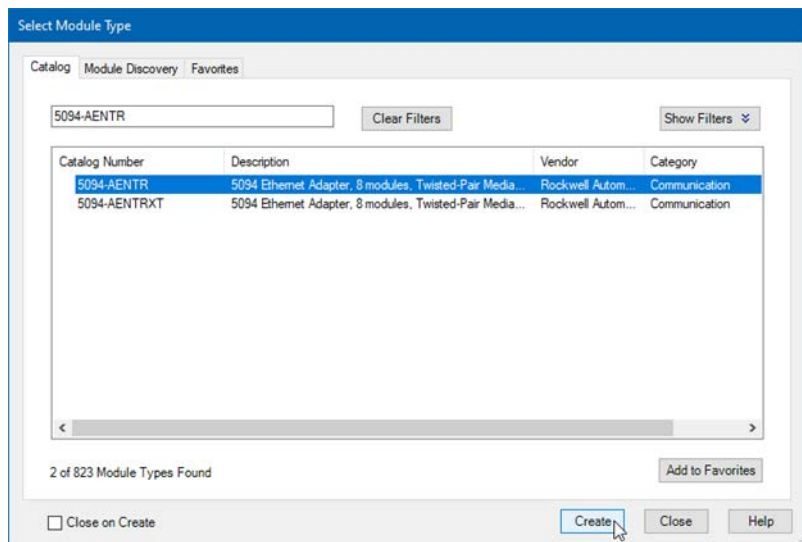 Select Module Type
Catalog Module Discovery Favorites
5094-AENTR Clear Filters Show Filters
Catalog Number Description Vendor Category
5094-AENTR 5094 Ethernet Adapter, 8 modules, Twisted-Pair Media... Rockwell Autom... Communication
5094-AENTRXT 5094 Ethernet Adapter, 8 modules, Twisted-Pair Media... Rockwell Autom... Communication
2 of 823 Module Types Found Add to Favorites
Close on Create Create Close Help